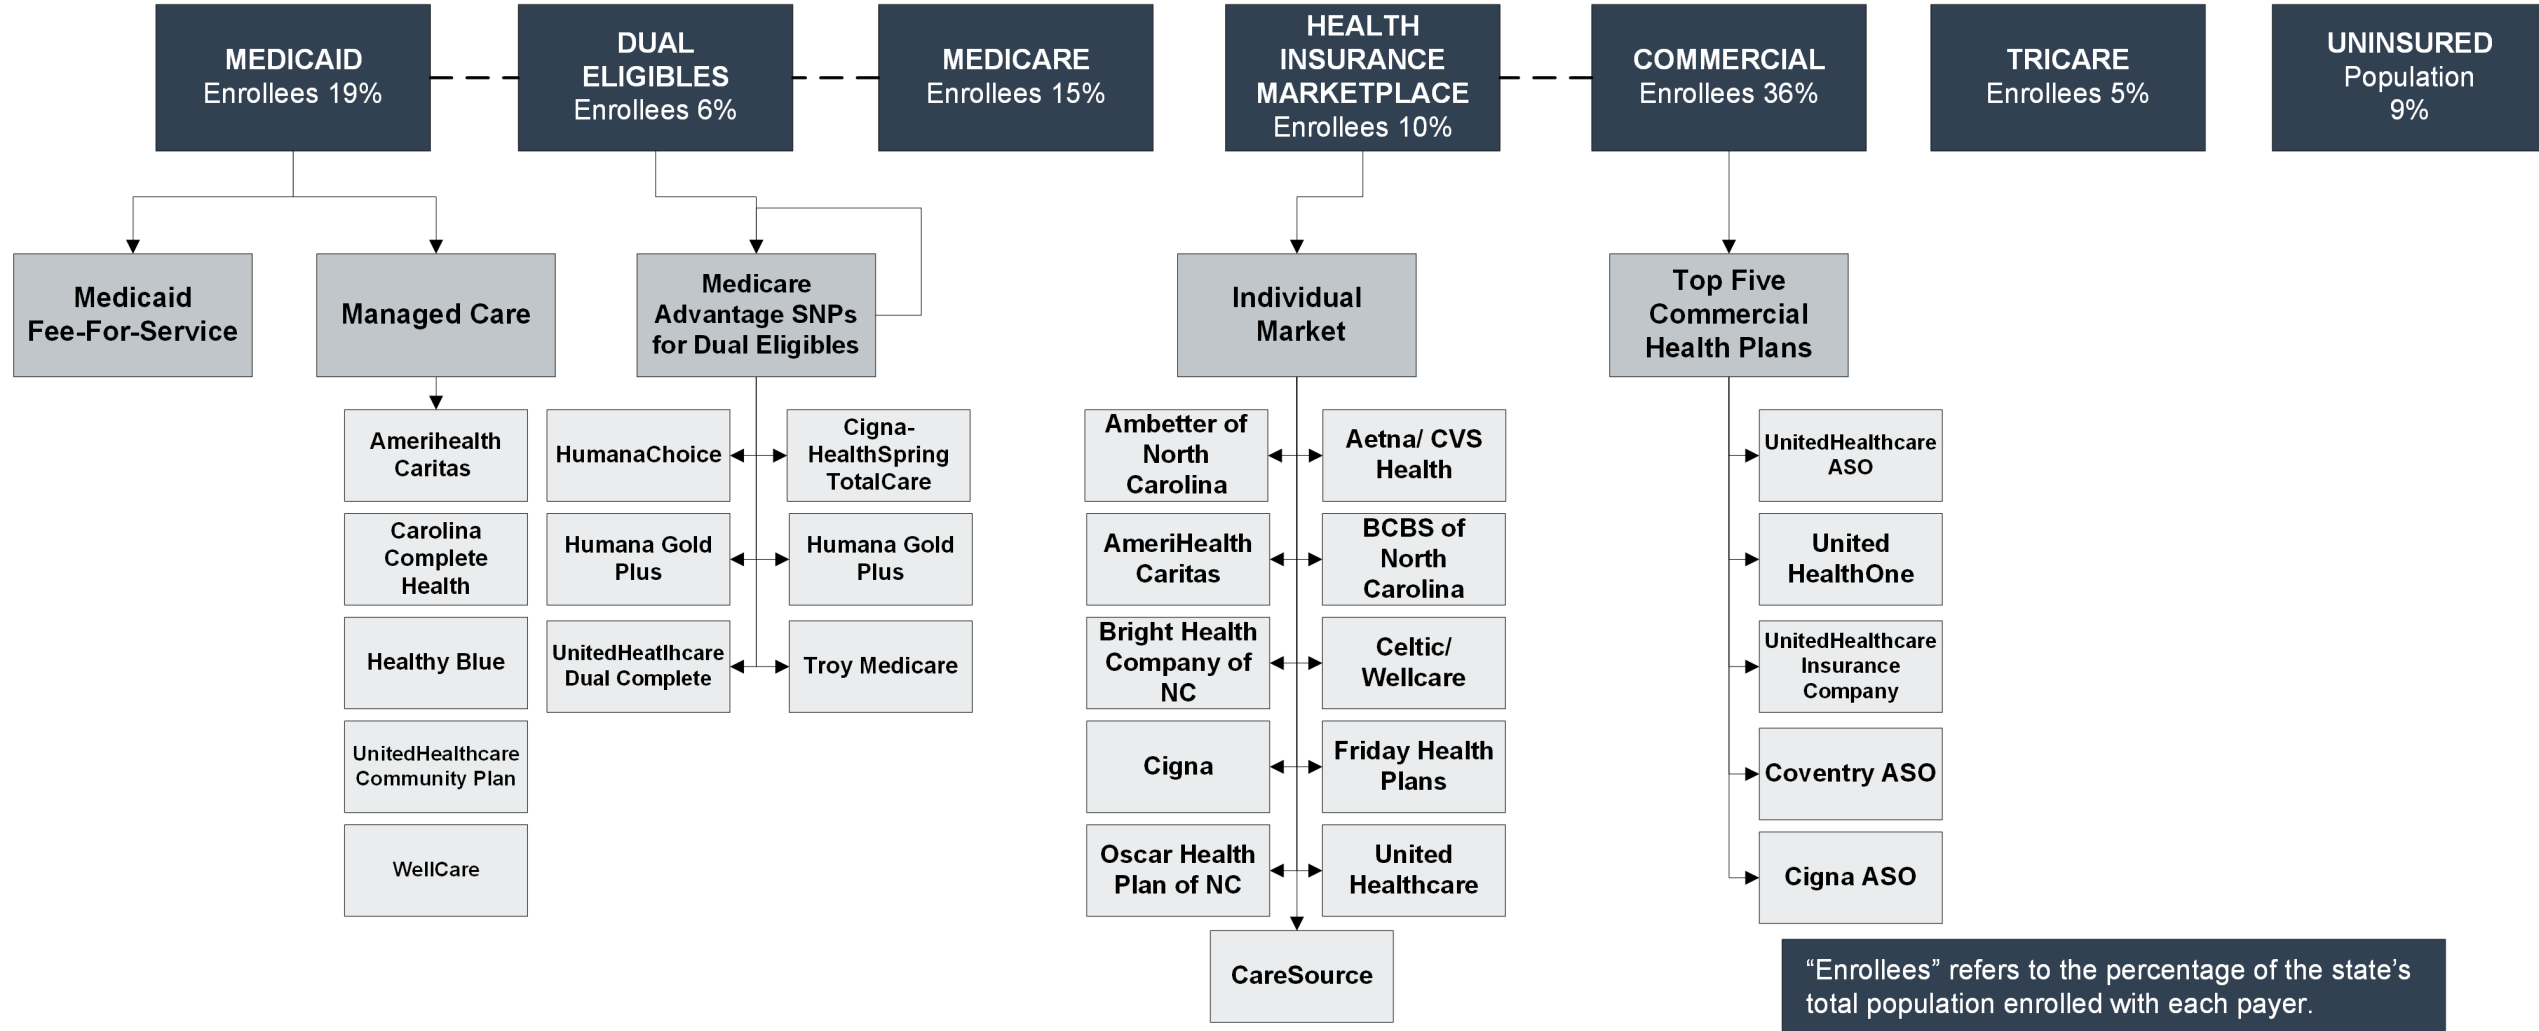 MEDICAID
Enrollees 19%
DUAL
ELIGIBLES
Enrollees 6%
MEDICARE
Enrollees 15%
HEALTH
INSURANCE
MARKETPLACE
Enrollees 10%
COMMERCIAL
Enrollees 36%
TRICARE
Enrollees 5%
UNINSURED
Population
9%
Medicaid
Fee-For-Service
Managed Care
Medicare
Advantage SNPs
for Dual Eligibles
Individual
Market
Top Five
Commercial
Health Plans
Amerihealth
Caritas
Carolina
Complete
Health
Healthy Blue
UnitedHealthcare
Community Plan
WellCare
HumanaChoice
Cigna-
HealthSpring
TotalCare
Humana Gold
Plus
Humana Gold
Plus
UnitedHeatlhcare
Dual Complete
Troy Medicare
Ambetter of
North
Carolina
Aetna/ CVS
Health
AmeriHealth
Caritas
BCBS of
North
Carolina
Bright Health
Company of
NC
Celtic/
Wellcare
Cigna
Friday Health
Plans
Oscar Health
Plan of NC
United
Healthcare
CareSource
UnitedHealthcare
ASO
United
HealthOne
UnitedHealthcare
Insurance
Company
Coventry ASO
Cigna ASO
“Enrollees” refers to the percentage of the state’s
total population enrolled with each payer.